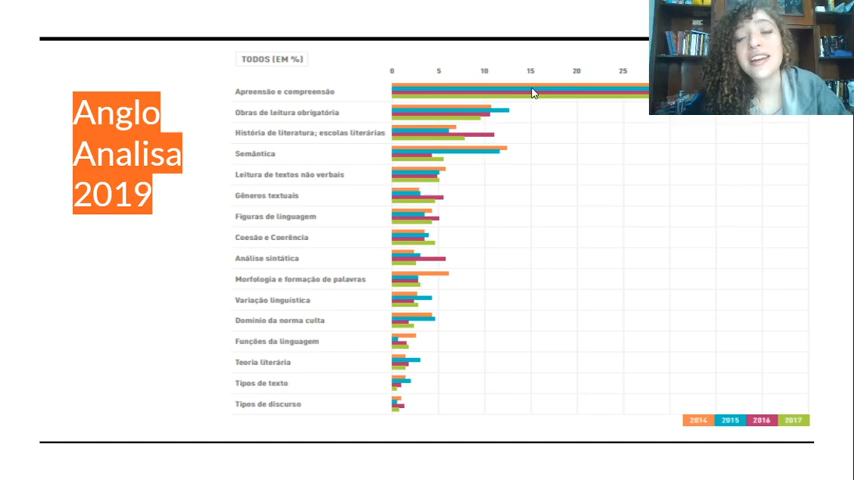 TODOS (EM %)
0 5 10 15 20 25
Anglo
Analisa
2019
Apreensão e compreensão
Obras de leitura obrigatória
História de literatura; escolas literárias
Semântica
Leitura de textos não verbais
Gêneros textuais
Figuras de linguagem
Coesão e Coerência
Análise sintática
Morfologia e formação de palavras
Variação linguística
Domínio da norma culta
Funções da linguagem
Teoria literária
Tipos de texto
Tipos de discurso
2014 2015 2016 2017